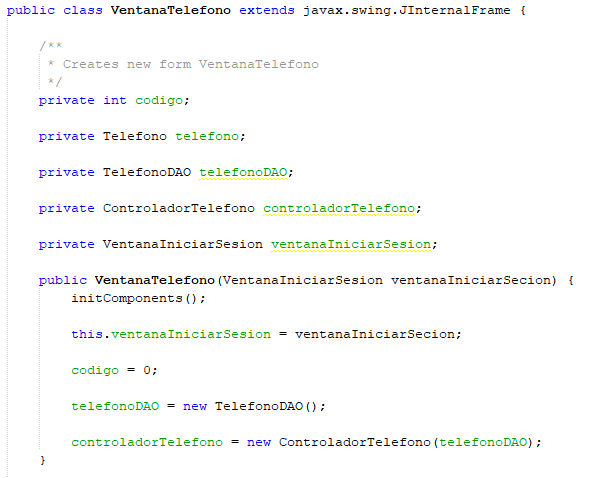 public class VentanaTelefono extends javax.swing.JInternalFrame {
/**
* Creates new form VentanaTelefono
*/
private int codigo;
private Telefono telefono;
private TelefonoDAO telefonoDAO;
private ControladorTelefono controladorTelefono;
private VentanaIniciarSesion ventanaIniciarSesion;
public VentanaTelefono(VentanaIniciarSesion ventanaIniciarSecion) {
initComponents();
this.ventanaIniciarSesion = ventanaIniciarSecion;
codigo = 0;
telefonoDAO = new TelefonoDAO();
controladorTelefono = new ControladorTelefono(telefonoDAO);
}